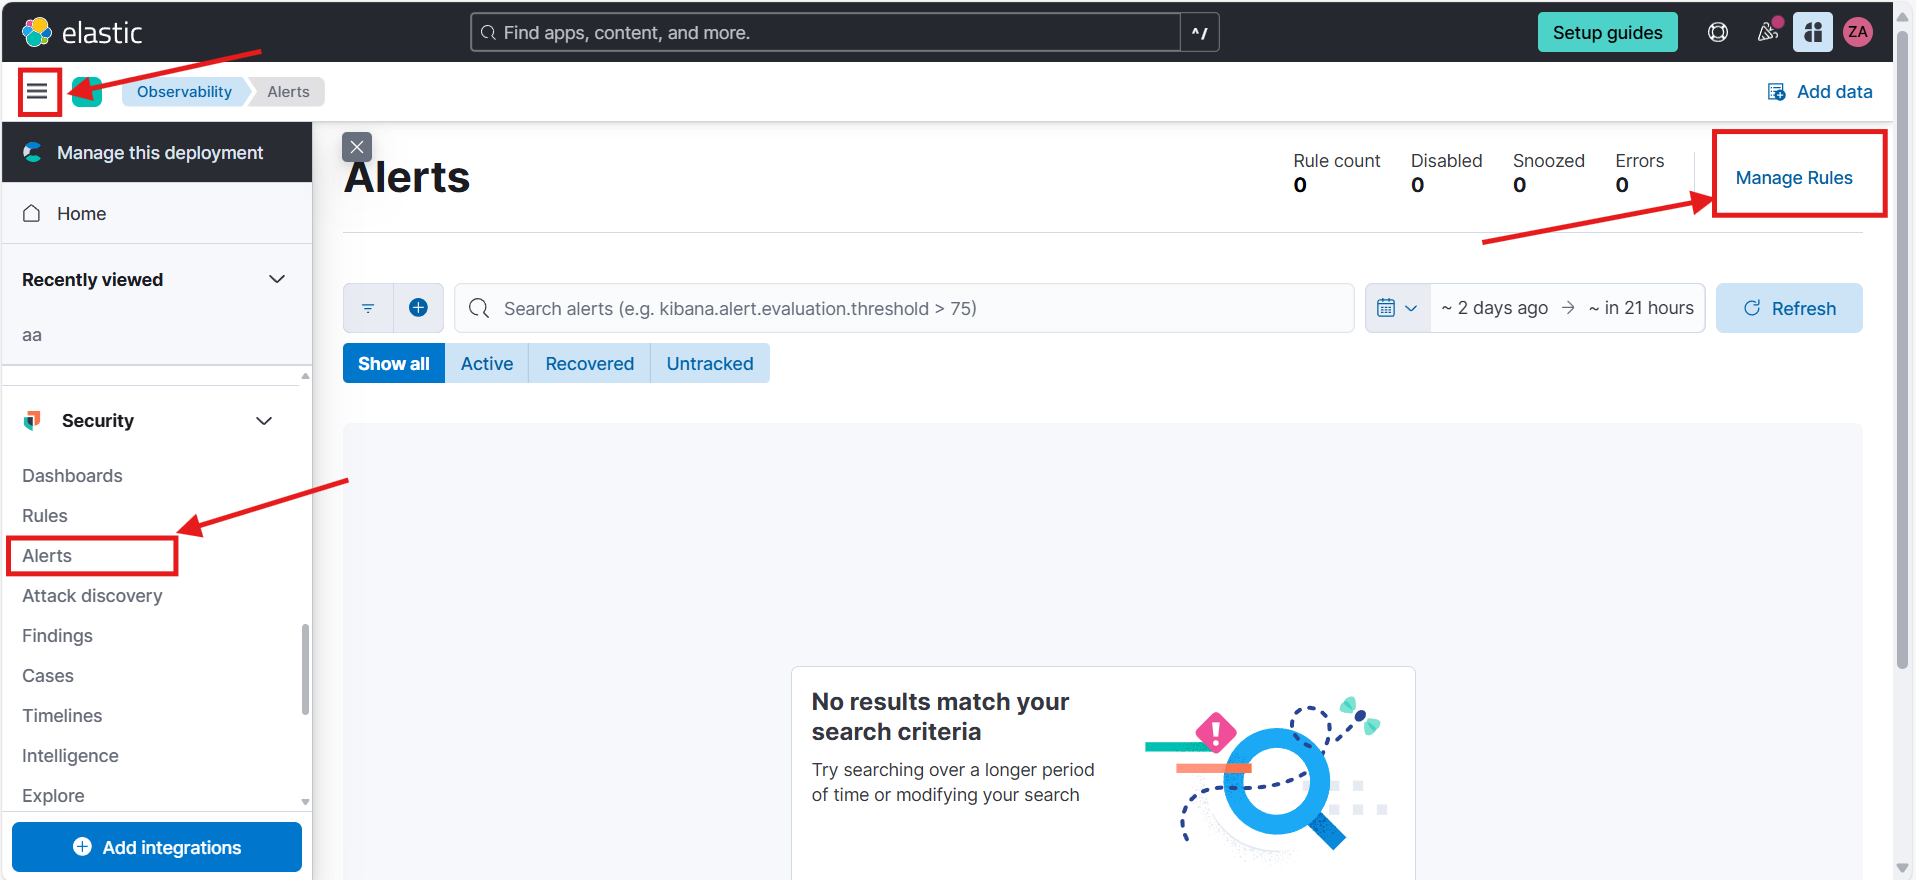 elastic
Find apps, content, and more.
^/
Setup guides
ZA
Observability
Alerts
Add data
Manage this deployment
Home
Recently viewed
aa
Security
Dashboards
Rules
Alerts
Attack discovery
Findings
Cases
Timelines
Intelligence
Explore
Add integrations
Alerts
Rule count
0
Disabled
0
Snoozed
0
Errors
0
Manage Rules
Search alerts (e.g. kibana.alert.evaluation.threshold > 75)
~ 2 days ago → ~ in 21 hours
Refresh
Show all
Active
Recovered
Untracked
No results match your
search criteria
Try searching over a longer period
of time or modifying your search